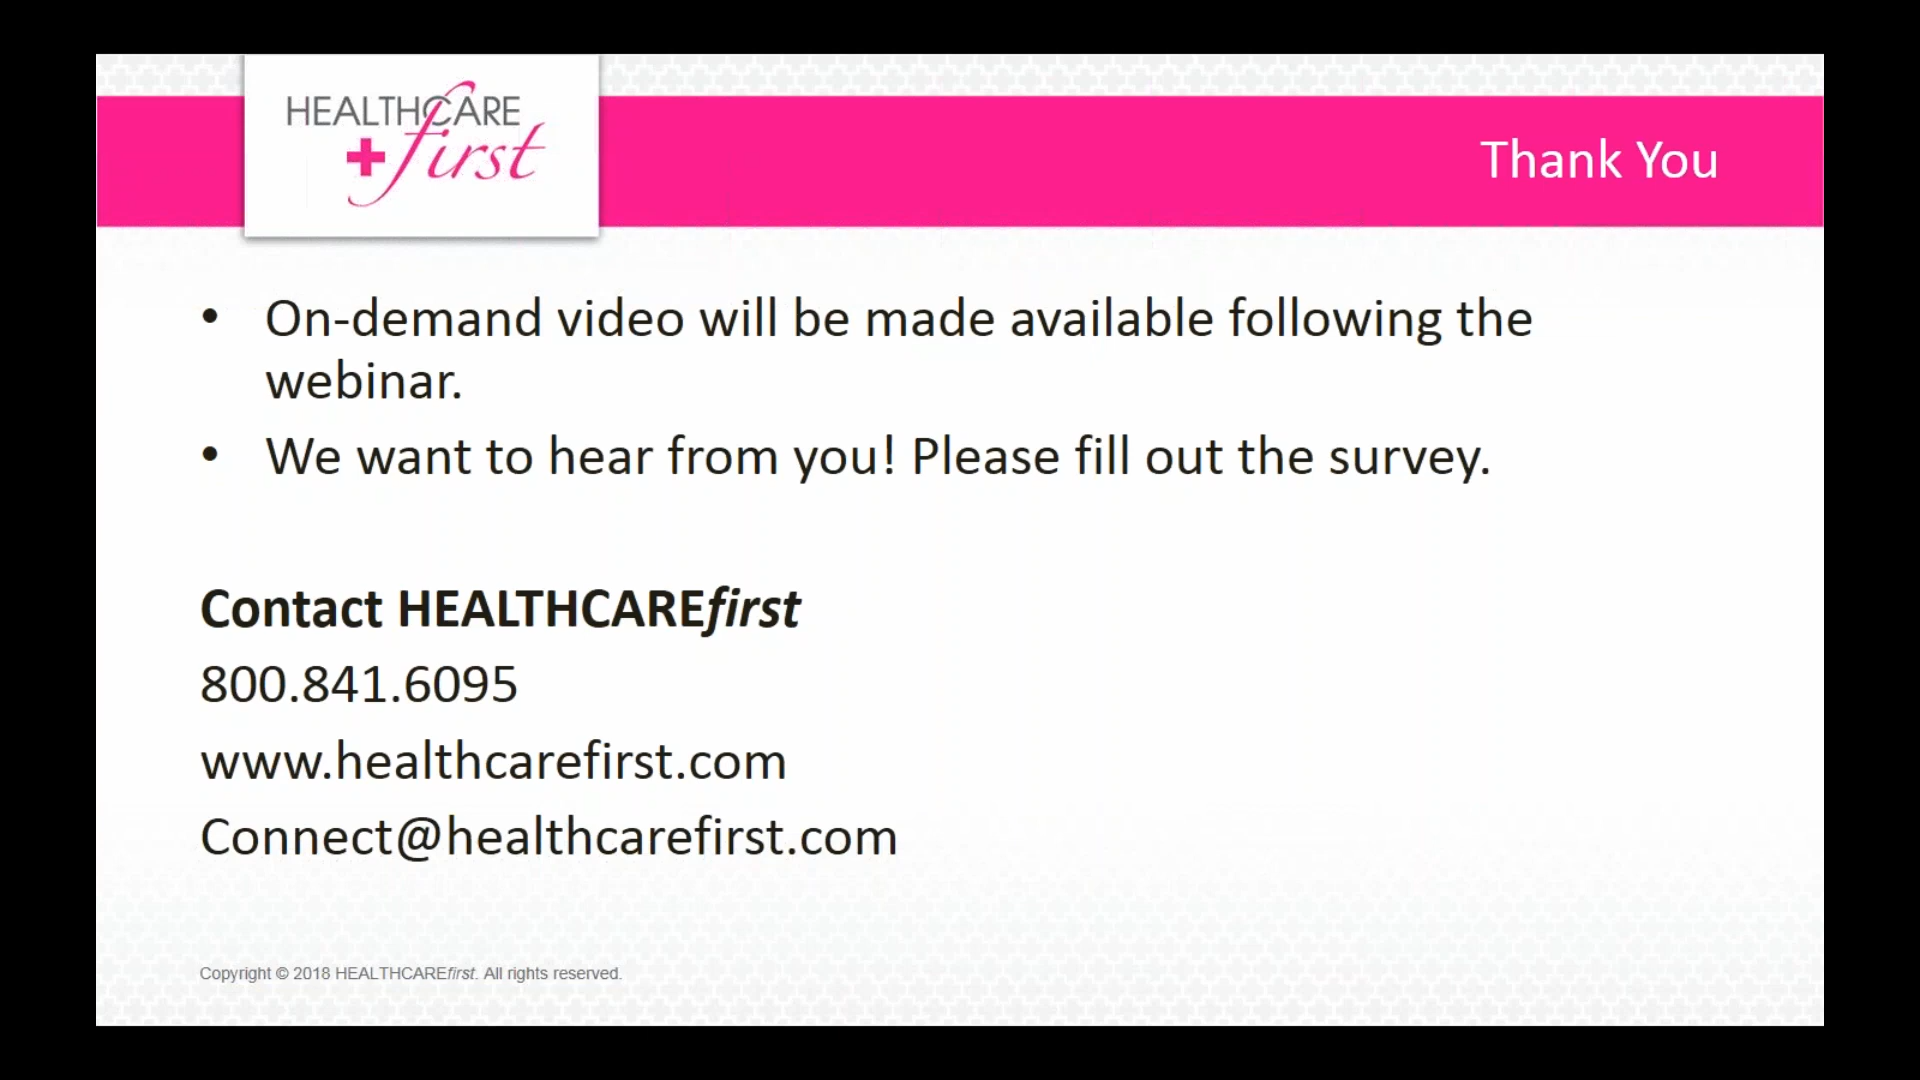 HEALTHCARE
first
Thank You
• On-demand video will be made available following the
webinar.
• We want to hear from you! Please fill out the survey.
Contact HEALTHCAREfirst
800.841.6095
www.healthcarefirst.com
Connect@healthcarefirst.com
Copyright © 2018 HEALTHCAREfirst. All rights reserved.